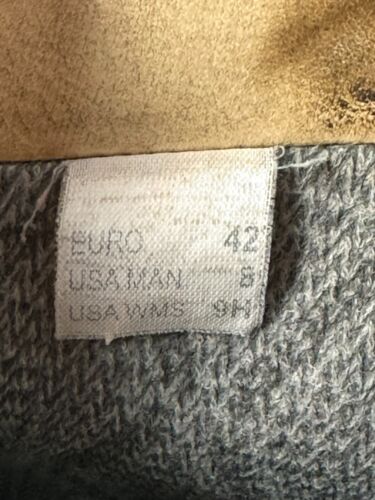 EURO 42
USA MAN 8
USA WMS 9H